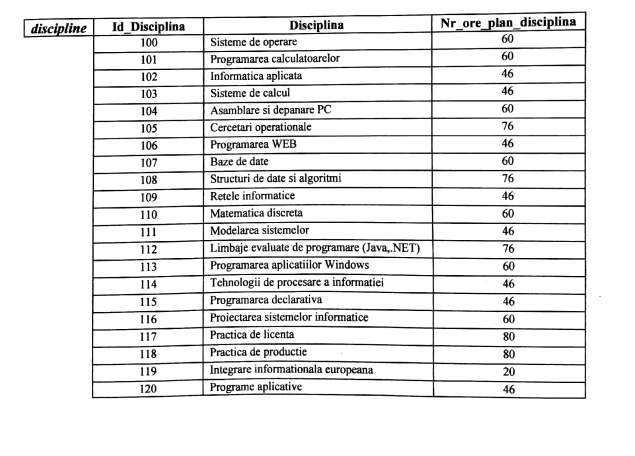 discipline Id_Disciplina Disciplina Nr_ore_plan_disciplina
100 Sisteme de operare 60
101 Programarea calculatoarelor 60
102 Informatica aplicata 46
103 Sisteme de calcul 46
104 Asamblare si depanare PC 60
105 Cercetari operationale 76
106 Programarea WEB 46
107 Baze de date 60
108 Structuri de date si algoritmi 76
109 Retele informatice 46
110 Matematica discreta 60
111 Modelarea sistemelor 46
112 Limbaje evaluate de programare (Java,.NET) 76
113 Programarea aplicatiilor Windows 60
114 Tehnologii de procesare a informatiei 46
115 Programarea declarativa 46
116 Proiectarea sistemelor informatice 60
117 Practica de licenta 80
118 Practica de productie 80
119 Integrare informationala europeana 20
120 Programe aplicative 46